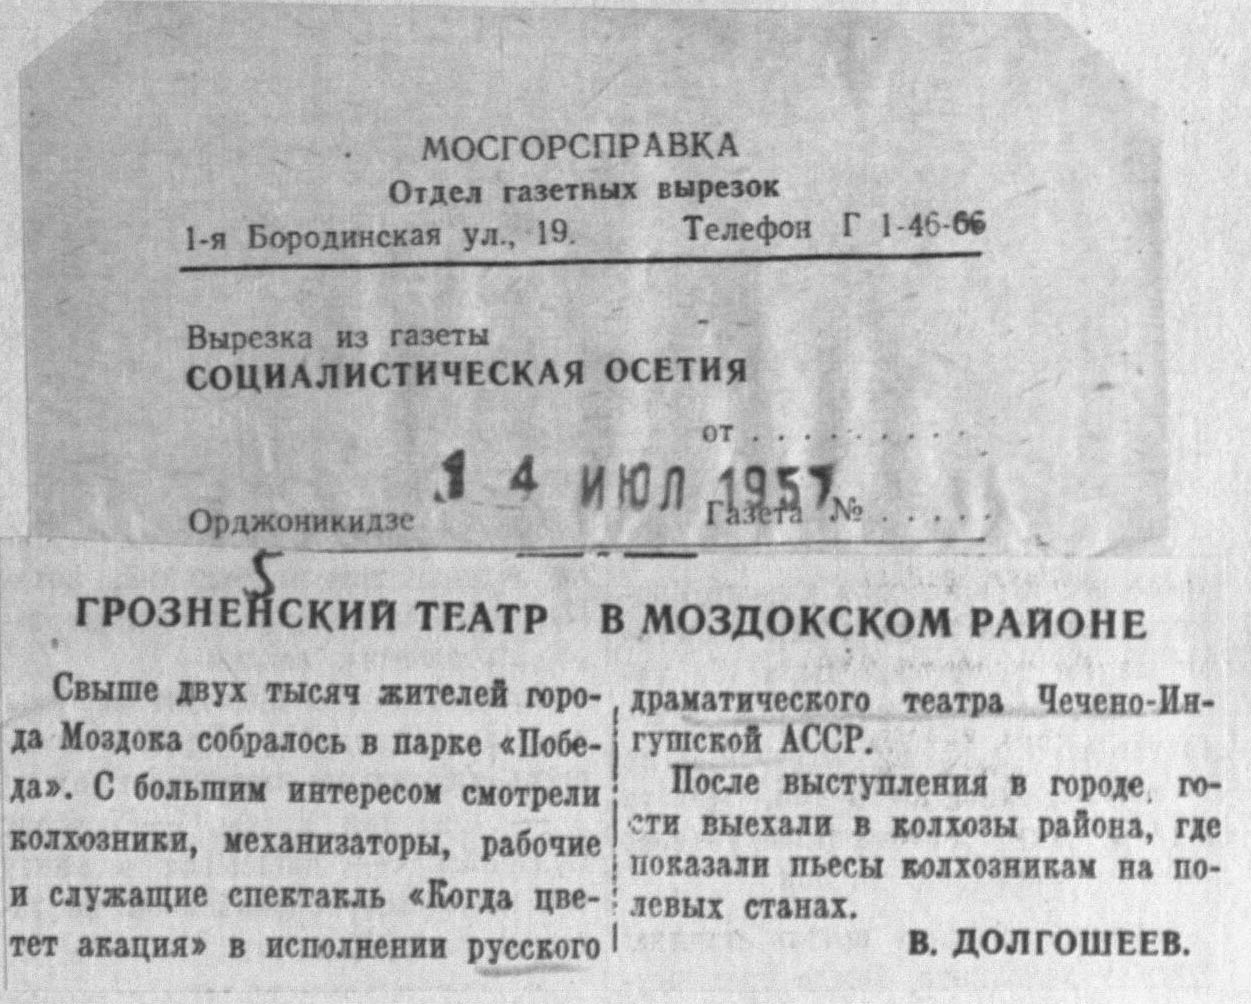 МОСГОРСПРАВКА
Отдел газетных вырезок
1-я Бородинская ул., 19. Телефон Г 1-46-66
Вырезка из газеты
СОЦИАЛИСТИЧЕСКАЯ ОСЕТИЯ
от . . . . . . . . .
14 ИЮЛ 1957
Орджоникидзе Газета № . . . . .
5
ГРОЗНЕНСКИЙ ТЕАТР В МОЗДОКСКОМ РАЙОНЕ
Свыше двух тысяч жителей горо-
да Моздока собралось в парке «Побе-
да». С большим интересом смотрели
колхозники, механизаторы, рабочие
и служащие спектакль «Когда цве-
тет акация» в исполнении русского
драматического театра Чечено-Ин-
гушской АССР.
После выступления в городе, го-
сти выехали в колхозы района, где
показали пьесы колхозникам на по-
левых станах.
В. ДОЛГОШЕЕВ.